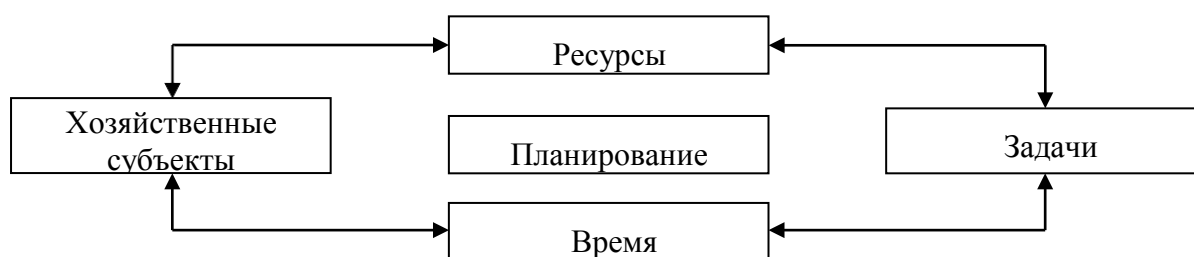 Ресурсы
Хозяйственные
субъекты
Планирование
Задачи
Время